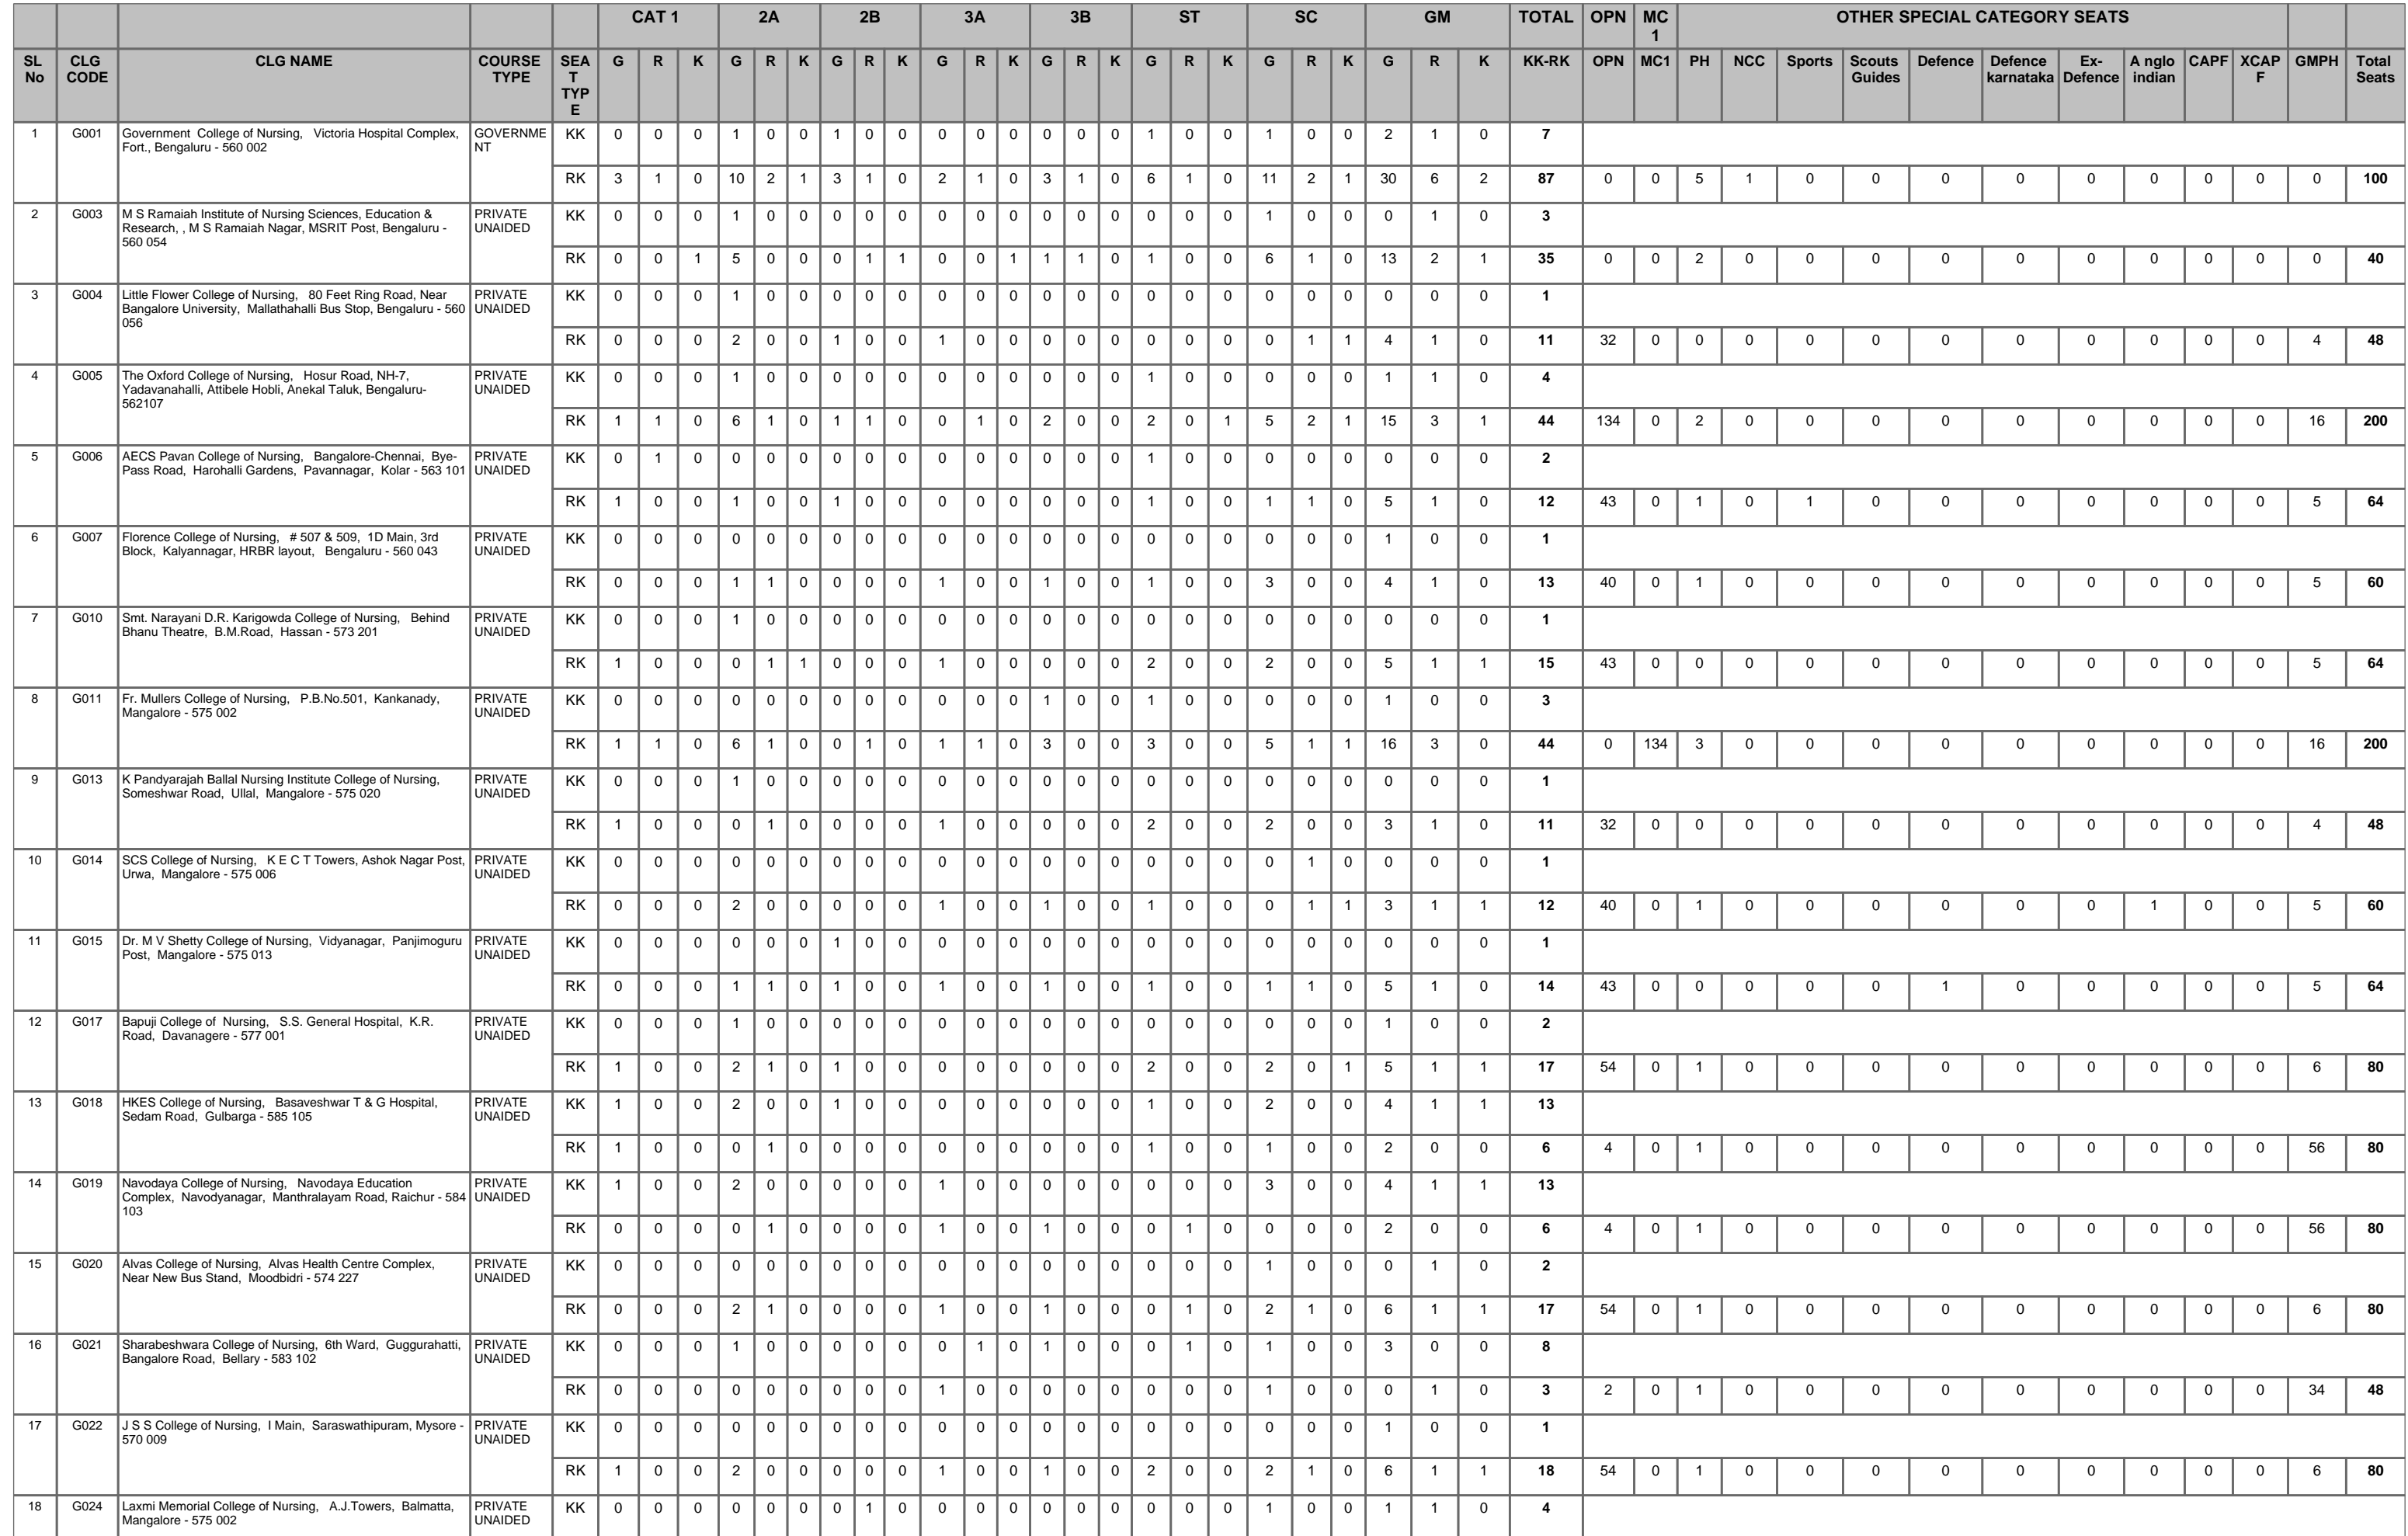 CAT 1 2A 2B 3A 3B ST SC GM TOTAL OPN MC 1 OTHER SPECIAL CATEGORY SEATS
SL No CLG CODE CLG NAME COURSE TYPE SEA T TYP E G R K G R K G R K G R K G R K G R K G R K G R K KK-RK OPN MC1 PH NCC Sports Scouts Guides Defence Defence karnataka Ex-Defence A nglo indian CAPF XCAP F GMPH Total Seats
1 G001 Government College of Nursing, Victoria Hospital Complex, Fort., Bengaluru - 560 002 GOVERNME NT KK 0 0 0 1 0 0 1 0 0 0 0 0 0 0 0 1 0 0 1 0 0 2 1 0 7
RK 3 1 0 10 2 1 3 1 0 2 1 0 3 1 0 6 1 0 11 2 1 30 6 2 87 0 0 5 1 0 0 0 0 0 0 0 0 0 100
2 G003 M S Ramaiah Institute of Nursing Sciences, Education & Research, , M S Ramaiah Nagar, MSRIT Post, Bengaluru - 560 054 PRIVATE UNAIDED KK 0 0 0 1 0 0 0 0 0 0 0 0 0 0 0 0 0 0 1 0 0 0 1 0 3
RK 0 0 1 5 0 0 0 1 1 0 0 1 1 1 0 1 0 0 6 1 0 13 2 1 35 0 0 2 0 0 0 0 0 0 0 0 0 0 40
3 G004 Little Flower College of Nursing, 80 Feet Ring Road, Near Bangalore University, Mallathahalli Bus Stop, Bengaluru - 560 056 PRIVATE UNAIDED KK 0 0 0 1 0 0 0 0 0 0 0 0 0 0 0 0 0 0 0 0 0 0 0 0 1
RK 0 0 0 2 0 0 1 0 0 1 0 0 0 0 0 0 0 0 0 1 1 4 1 0 11 32 0 0 0 0 0 0 0 0 0 0 0 4 48
4 G005 The Oxford College of Nursing, Hosur Road, NH-7, Yadavanahalli, Attibele Hobli, Anekal Taluk, Bengaluru-562107 PRIVATE UNAIDED KK 0 0 0 1 0 0 0 0 0 0 0 0 0 0 0 1 0 0 0 0 0 1 1 0 4
RK 1 1 0 6 1 0 1 1 0 0 1 0 2 0 0 2 0 1 5 2 1 15 3 1 44 134 0 2 0 0 0 0 0 0 0 0 0 16 200
5 G006 AECS Pavan College of Nursing, Bangalore-Chennai, Bye-Pass Road, Harohalli Gardens, Pavannagar, Kolar - 563 101 PRIVATE UNAIDED KK 0 1 0 0 0 0 0 0 0 0 0 0 0 0 0 1 0 0 0 0 0 0 0 0 2
RK 1 0 0 1 0 0 1 0 0 0 0 0 0 0 0 1 0 0 1 1 0 5 1 0 12 43 0 1 0 1 0 0 0 0 0 0 0 5 64
6 G007 Florence College of Nursing, # 507 & 509, 1D Main, 3rd Block, Kalyannagar, HRBR layout, Bengaluru - 560 043 PRIVATE UNAIDED KK 0 0 0 0 0 0 0 0 0 0 0 0 0 0 0 0 0 0 0 0 0 1 0 0 1
RK 0 0 0 1 1 0 0 0 0 1 0 0 1 0 0 1 0 0 3 0 0 4 1 0 13 40 0 1 0 0 0 0 0 0 0 0 0 5 60
7 G010 Smt. Narayani D.R. Karigowda College of Nursing, Behind Bhanu Theatre, B.M.Road, Hassan - 573 201 PRIVATE UNAIDED KK 0 0 0 1 0 0 0 0 0 0 0 0 0 0 0 0 0 0 0 0 0 0 0 0 1
RK 1 0 0 0 1 1 0 0 0 1 0 0 0 0 0 2 0 0 2 0 0 5 1 1 15 43 0 0 0 0 0 0 0 0 0 0 0 5 64
8 G011 Fr. Mullers College of Nursing, P.B.No.501, Kankanady, Mangalore - 575 002 PRIVATE UNAIDED KK 0 0 0 0 0 0 0 0 0 0 0 0 1 0 0 1 0 0 0 0 0 1 0 0 3
RK 1 1 0 6 1 0 0 1 0 1 1 0 3 0 0 3 0 0 5 1 1 16 3 0 44 0 134 3 0 0 0 0 0 0 0 0 0 16 200
9 G013 K Pandyarajah Ballal Nursing Institute College of Nursing, Someshwar Road, Ullal, Mangalore - 575 020 PRIVATE UNAIDED KK 0 0 0 1 0 0 0 0 0 0 0 0 0 0 0 0 0 0 0 0 0 0 0 0 1
RK 1 0 0 0 1 0 0 0 0 1 0 0 0 0 0 2 0 0 2 0 0 3 1 0 11 32 0 0 0 0 0 0 0 0 0 0 0 4 48
10 G014 SCS College of Nursing, K E C T Towers, Ashok Nagar Post, Urwa, Mangalore - 575 006 PRIVATE UNAIDED KK 0 0 0 0 0 0 0 0 0 0 0 0 0 0 0 0 0 0 0 1 0 0 0 0 1
RK 0 0 0 2 0 0 0 0 0 1 0 0 1 0 0 1 0 0 0 1 1 3 1 1 12 40 0 1 0 0 0 0 0 0 1 0 0 5 60
11 G015 Dr. M V Shetty College of Nursing, Vidyanagar, Panjimoguru Post, Mangalore - 575 013 PRIVATE UNAIDED KK 0 0 0 0 0 0 1 0 0 0 0 0 0 0 0 0 0 0 0 0 0 0 0 0 1
RK 0 0 0 1 1 0 1 0 0 1 0 0 1 0 0 1 0 0 1 1 0 5 1 0 14 43 0 0 0 0 0 1 0 0 0 0 0 5 64
12 G017 Bapuji College of Nursing, S.S. General Hospital, K.R. Road, Davanagere - 577 001 PRIVATE UNAIDED KK 0 0 0 1 0 0 0 0 0 0 0 0 0 0 0 0 0 0 0 0 0 1 0 0 2
RK 1 0 0 2 1 0 1 0 0 0 0 0 0 0 0 2 0 0 2 0 1 5 1 1 17 54 0 1 0 0 0 0 0 0 0 0 0 6 80
13 G018 HKES College of Nursing, Basaveshwar T & G Hospital, Sedam Road, Gulbarga - 585 105 PRIVATE UNAIDED KK 1 0 0 2 0 0 1 0 0 0 0 0 0 0 0 1 0 0 2 0 0 4 1 1 13
RK 1 0 0 0 1 0 0 0 0 0 0 0 0 0 0 1 0 0 1 0 0 2 0 0 6 4 0 1 0 0 0 0 0 0 0 0 0 56 80
14 G019 Navodaya College of Nursing, Navodaya Education Complex, Navodyanagar, Manthralayam Road, Raichur - 584 103 PRIVATE UNAIDED KK 1 0 0 2 0 0 0 0 0 1 0 0 0 0 0 0 0 0 3 0 0 4 1 1 13
RK 0 0 0 0 1 0 0 0 0 1 0 0 1 0 0 0 1 0 0 0 0 2 0 0 6 4 0 1 0 0 0 0 0 0 0 0 0 56 80
15 G020 Alvas College of Nursing, Alvas Health Centre Complex, Near New Bus Stand, Moodbidri - 574 227 PRIVATE UNAIDED KK 0 0 0 0 0 0 0 0 0 0 0 0 0 0 0 0 0 0 1 0 0 0 1 0 2
RK 0 0 0 2 1 0 0 0 0 1 0 0 1 0 0 0 1 0 2 1 0 6 1 1 17 54 0 1 0 0 0 0 0 0 0 0 0 6 80
16 G021 Sharabeshwara College of Nursing, 6th Ward, Guggurahatti, Bangalore Road, Bellary - 583 102 PRIVATE UNAIDED KK 0 0 0 1 0 0 0 0 0 0 1 0 1 0 0 0 1 0 1 0 0 3 0 0 8
RK 0 0 0 0 0 0 0 0 0 1 0 0 0 0 0 0 0 0 1 0 0 0 1 0 3 2 0 1 0 0 0 0 0 0 0 0 0 34 48
17 G022 J S S College of Nursing, I Main, Saraswathipuram, Mysore - 570 009 PRIVATE UNAIDED KK 0 0 0 0 0 0 0 0 0 0 0 0 0 0 0 0 0 0 0 0 0 1 0 0 1
RK 1 0 0 2 0 0 0 0 0 1 0 0 1 0 0 2 0 0 2 1 0 6 1 1 18 54 0 1 0 0 0 0 0 0 0 0 0 6 80
18 G024 Laxmi Memorial College of Nursing, A.J.Towers, Balmatta, Mangalore - 575 002 PRIVATE UNAIDED KK 0 0 0 0 0 0 0 1 0 0 0 0 0 0 0 0 0 0 1 0 0 1 1 0 4